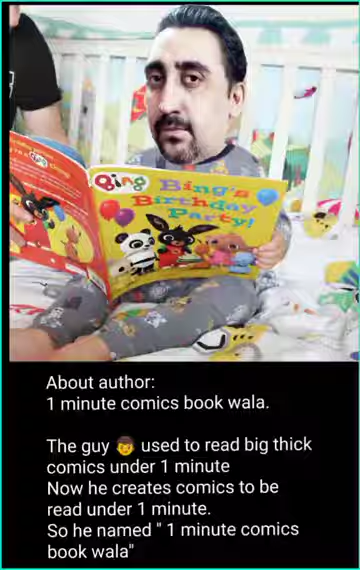 Bing
Bing's
Birthday
Party!
About author:
1 minute comics book wala.
The guy 👨 used to read big thick
comics under 1 minute
Now he creates comics to be
read under 1 minute.
So he named " 1 minute comics
book wala"